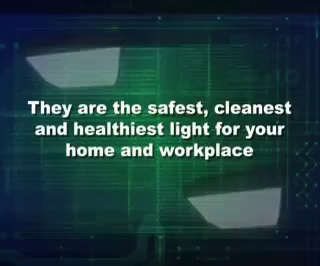 They are the safest, cleanest
and healthiest light for your
home and workplace